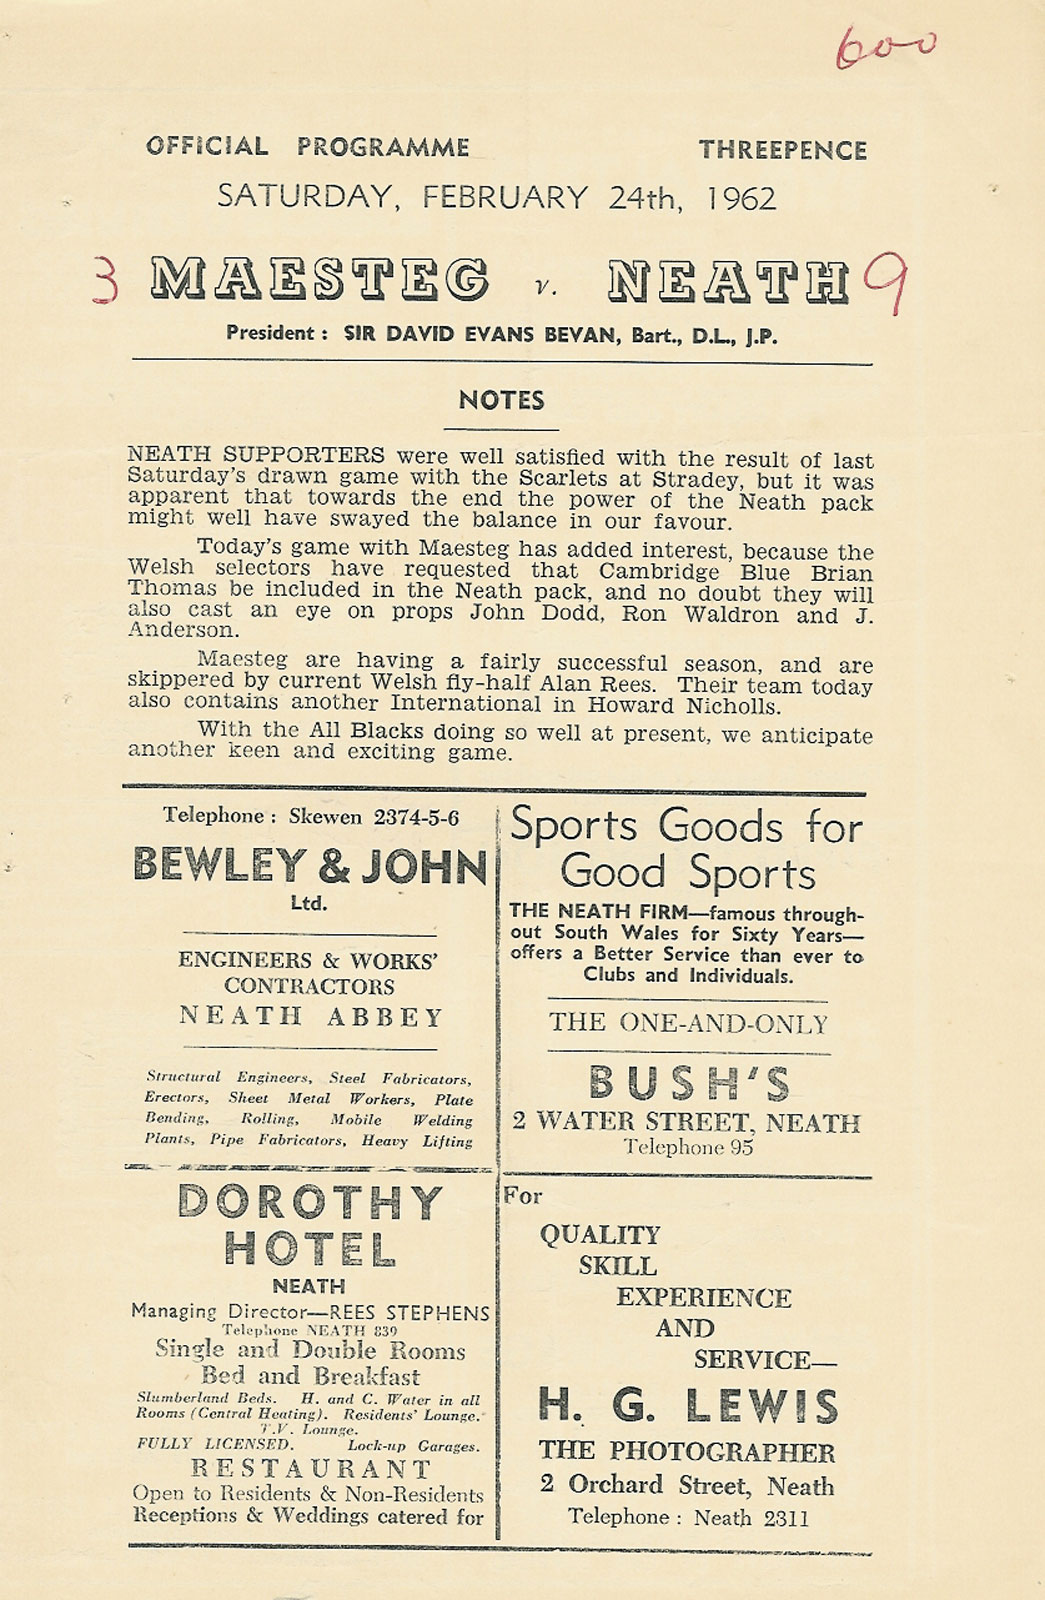 600
OFFICIAL PROGRAMME THREEPENCE
SATURDAY, FEBRUARY 24th, 1962
3 MAESTEG v. NEATH 9
President : SIR DAVID EVANS BEVAN, Bart., D.L., J.P.
NOTES
NEATH SUPPORTERS were well satisfied with the result of last
Saturday's drawn game with the Scarlets at Stradey, but it was
apparent that towards the end the power of the Neath pack
might well have swayed the balance in our favour.
Today's game with Maesteg has added interest, because the
Welsh selectors have requested that Cambridge Blue Brian
Thomas be included in the Neath pack, and no doubt they will
also cast an eye on props John Dodd, Ron Waldron and J.
Anderson.
Maesteg are having a fairly successful season, and are
skippered by current Welsh fly-half Alan Rees. Their team today
also contains another International in Howard Nicholls.
With the All Blacks doing so well at present, we anticipate
another keen and exciting game.
Telephone : Skewen 2374-5-6
BEWLEY & JOHN
Ltd.
ENGINEERS & WORKS'
CONTRACTORS
NEATH ABBEY
Structural Engineers, Steel Fabricators,
Erectors, Sheet Metal Workers, Plate
Bending, Rolling, Mobile Welding
Plants, Pipe Fabricators, Heavy Lifting
Sports Goods for
Good Sports
THE NEATH FIRM—famous through-
out South Wales for Sixty Years—
offers a Better Service than ever to
Clubs and Individuals.
THE ONE-AND-ONLY
BUSH'S
2 WATER STREET, NEATH
Telephone 95
DOROTHY
HOTEL
NEATH
Managing Director—REES STEPHENS
Telephone NEATH 839
Single and Double Rooms
Bed and Breakfast
Slumberland Beds. H. and C. Water in all
Rooms (Central Heating). Residents' Lounge.
T.V. Lounge.
FULLY LICENSED. Lock-up Garages.
RESTAURANT
Open to Residents & Non-Residents
Receptions & Weddings catered for
For
QUALITY
SKILL
EXPERIENCE
AND
SERVICE—
H. G. LEWIS
THE PHOTOGRAPHER
2 Orchard Street, Neath
Telephone : Neath 2311